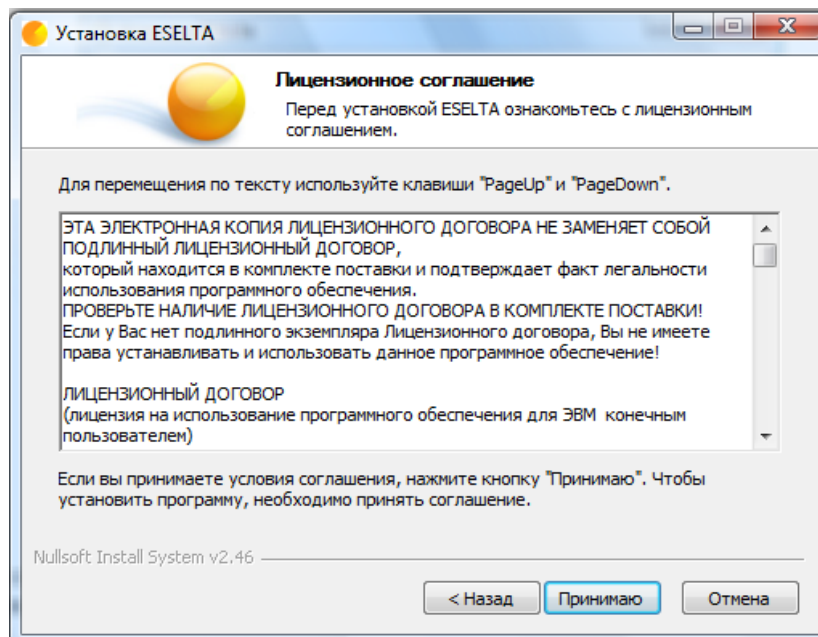 Установка ESELTA
Лицензионное соглашение
Перед установкой ESELTA ознакомьтесь с лицензионным
соглашением.
Для перемещения по тексту используйте клавиши "PageUp" и "PageDown".
ЭТА ЭЛЕКТРОННАЯ КОПИЯ ЛИЦЕНЗИОННОГО ДОГОВОРА НЕ ЗАМЕНЯЕТ СОБОЙ
ПОДЛИННЫЙ ЛИЦЕНЗИОННЫЙ ДОГОВОР,
который находится в комплекте поставки и подтверждает факт легальности
использования программного обеспечения.
ПРОВЕРЬТЕ НАЛИЧИЕ ЛИЦЕНЗИОННОГО ДОГОВОРА В КОМПЛЕКТЕ ПОСТАВКИ!
Если у Вас нет подлинного экземпляра Лицензионного договора, Вы не имеете
права устанавливать и использовать данное программное обеспечение!
ЛИЦЕНЗИОННЫЙ ДОГОВОР
(лицензия на использование программного обеспечения для ЭВМ конечным
пользователем)
Если вы принимаете условия соглашения, нажмите кнопку "Принимаю". Чтобы
установить программу, необходимо принять соглашение.
Nullsoft Install System v2.46
< Назад
Принимаю
Отмена